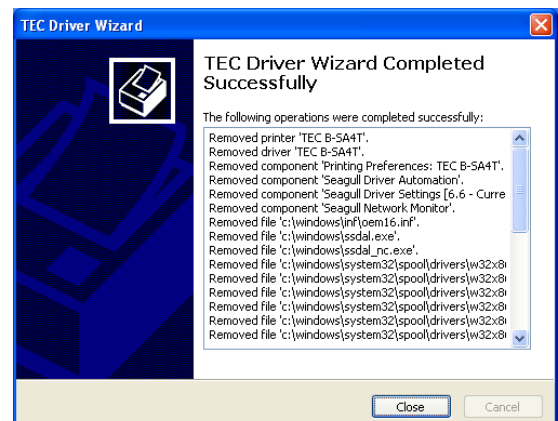 TEC Driver Wizard
TEC Driver Wizard Completed
Successfully
The following operations were completed successfully:
Removed printer 'TEC B-SA4T'.
Removed driver 'TEC B-SA4T'.
Removed component 'Printing Preferences: TEC B-SA4T'.
Removed component 'Seagull Driver Automation'.
Removed component 'Seagull Driver Settings [6.6 - Curre
Removed component 'Seagull Network Monitor'.
Removed file 'c:\windows\inf\oem16.inf'.
Removed file 'c:\windows\ssdal.exe'.
Removed file 'c:\windows\ssdal_nc.exe'.
Removed file 'c:\windows\system32\spool\drivers\w32x8
Removed file 'c:\windows\system32\spool\drivers\w32x8
Removed file 'c:\windows\system32\spool\drivers\w32x8
Removed file 'c:\windows\system32\spool\drivers\w32x8
Removed file 'c:\windows\system32\spool\drivers\w32x8
Removed file 'c:\windows\system32\spool\drivers\w32x8
Close
Cancel